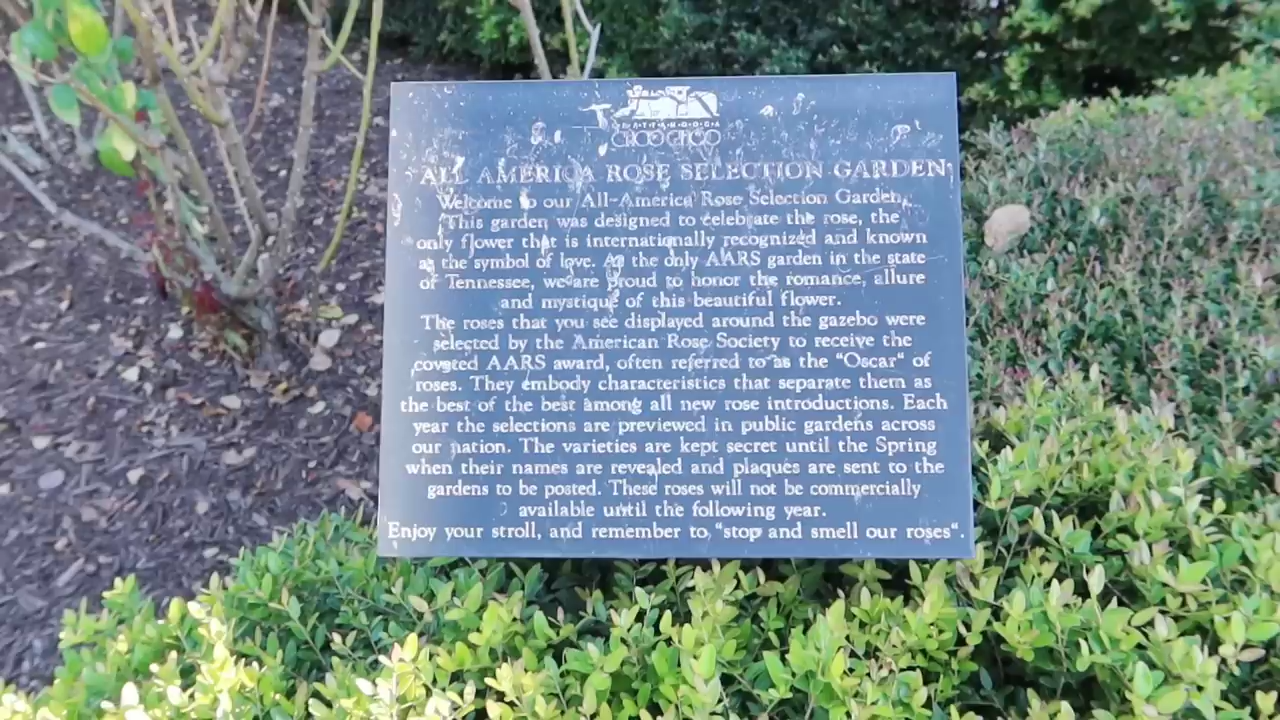 CHATTANOOGA
CHOO CHOO
ALL AMERICA ROSE SELECTION GARDEN
Welcome to our All-America Rose Selection Garden.
This garden was designed to celebrate the rose, the
only flower that is internationally recognized and known
as the symbol of love. As the only AARS garden in the state
of Tennessee, we are proud to honor the romance, allure
and mystique of this beautiful flower.
The roses that you see displayed around the gazebo were
selected by the American Rose Society to receive the
coveted AARS award, often referred to as the "Oscar" of
roses. They embody characteristics that separate them as
the best of the best among all new rose introductions. Each
year the selections are previewed in public gardens across
our nation. The varieties are kept secret until the Spring
when their names are revealed and plaques are sent to the
gardens to be posted. These roses will not be commercially
available until the following year.
Enjoy your stroll, and remember to "stop and smell our roses".